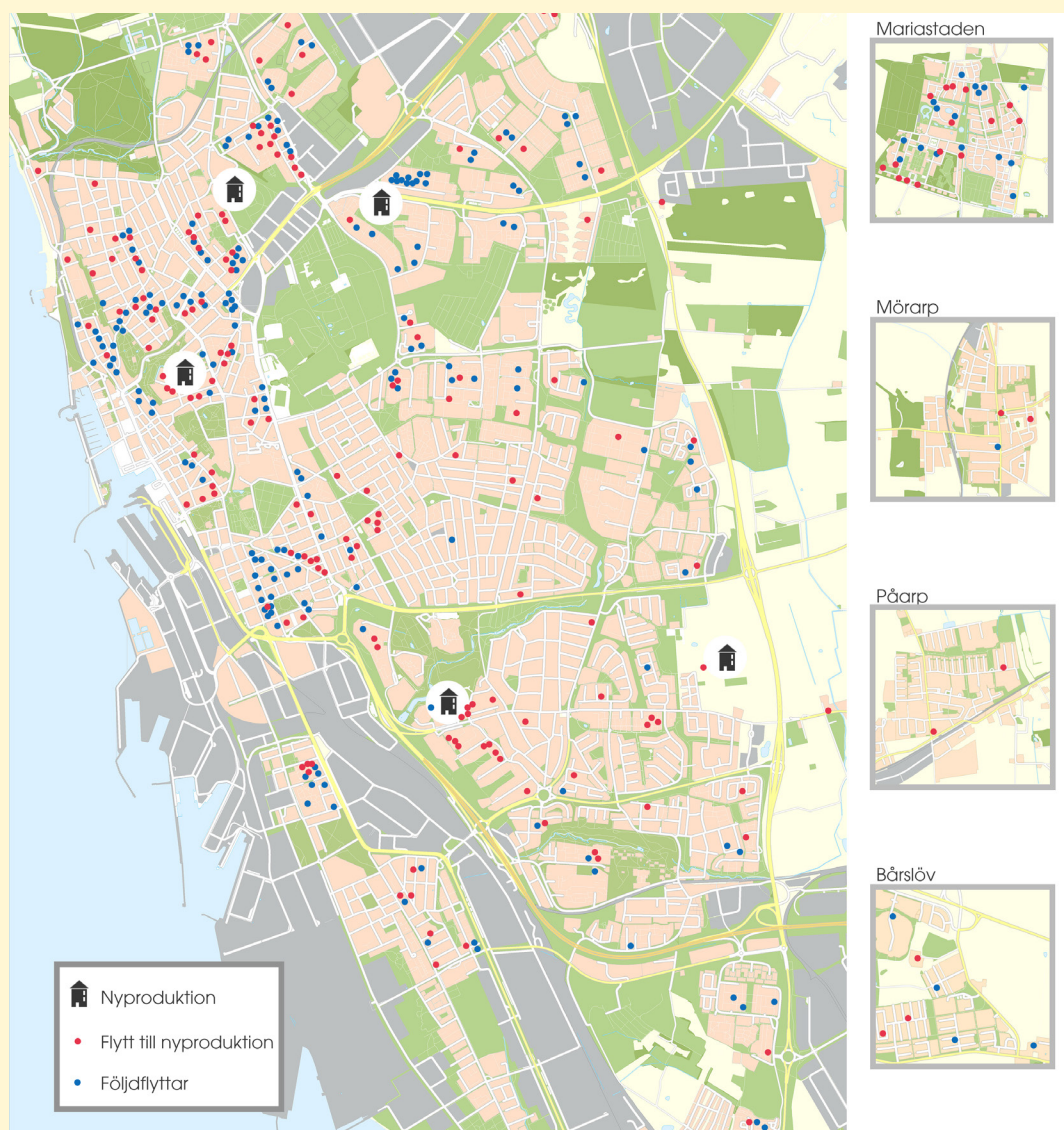 Mariastaden
Mörarp
Påarp
Bårslöv
Nyproduktion
Flytt till nyproduktion
Följdflyttar